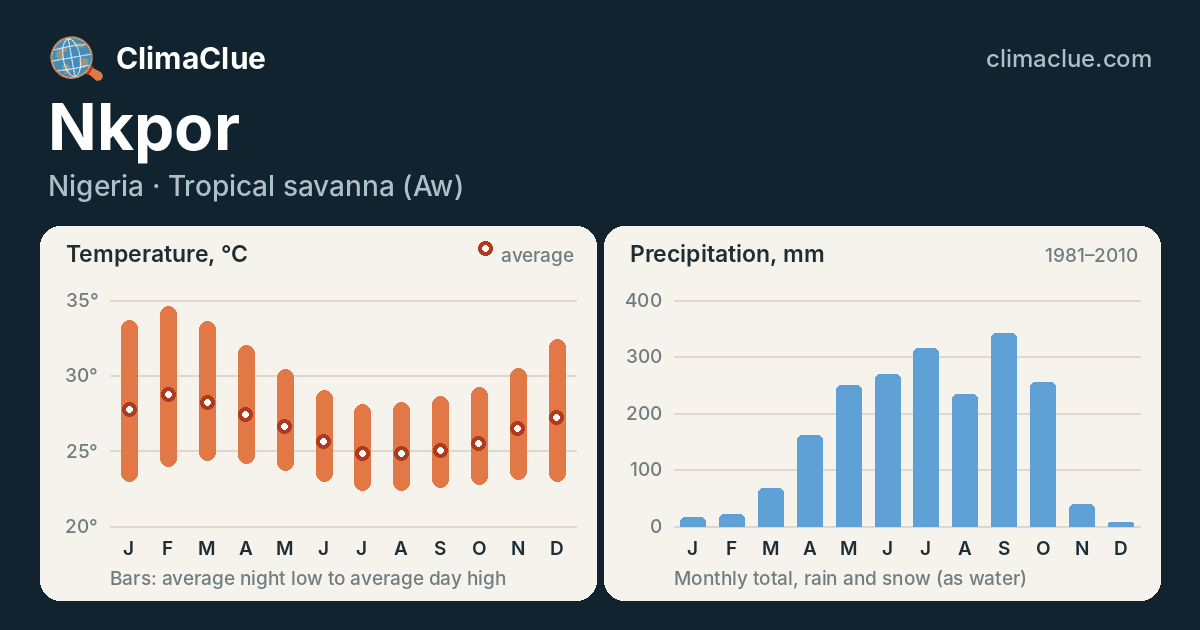 ClimaClue
climaclue.com
Nkpor
Nigeria · Tropical savanna (Aw)
Temperature, °C
average
35°
30°
25°
20°
J F M A M J J A S O N D
Bars: average night low to average day high
Precipitation, mm
1981–2010
400
300
200
100
0
J F M A M J J A S O N D
Monthly total, rain and snow (as water)